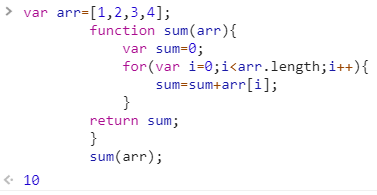 > var arr=[1,2,3,4];
function sum(arr){
var sum=0;
for(var i=0;i<arr.length;i++){
sum=sum+arr[i];
}
return sum;
}
sum(arr);
10